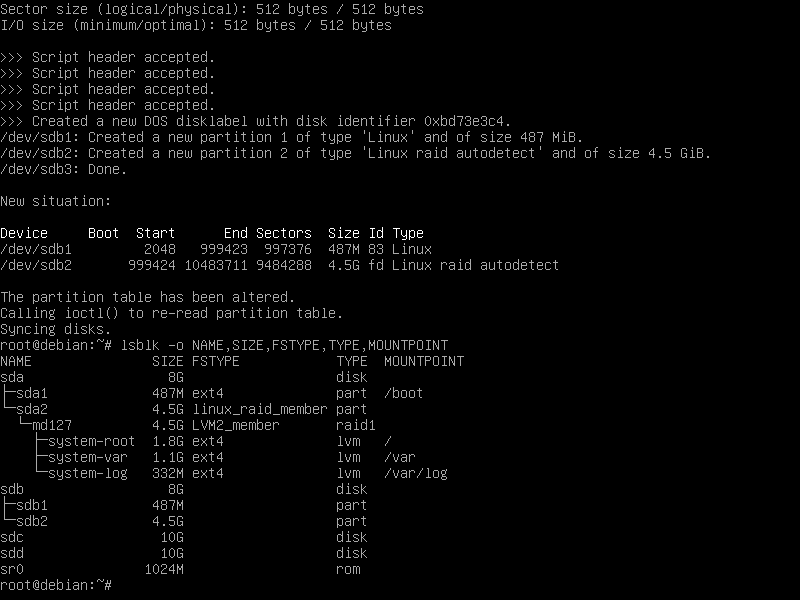 Sector size (logical/physical): 512 bytes / 512 bytes
I/O size (minimum/optimal): 512 bytes / 512 bytes

>>> Script header accepted.
>>> Script header accepted.
>>> Script header accepted.
>>> Script header accepted.
>>> Created a new DOS disklabel with disk identifier 0xbd73e3c4.
/dev/sdb1: Created a new partition 1 of type 'Linux' and of size 487 MiB.
/dev/sdb2: Created a new partition 2 of type 'Linux raid autodetect' and of size 4.5 GiB.
/dev/sdb3: Done.

New situation:

Device     Boot  Start      End Sectors  Size Id Type
/dev/sdb1         2048   999423  997376  487M 83 Linux
/dev/sdb2       999424 10483711 9484288  4.5G fd Linux raid autodetect

The partition table has been altered.
Calling ioctl() to re-read partition table.
Syncing disks.
root@debian:~# lsblk -o NAME,SIZE,FSTYPE,TYPE,MOUNTPOINT
NAME               SIZE FSTYPE            TYPE  MOUNTPOINT
sda                  8G                   disk
├─sda1             487M ext4              part  /boot
└─sda2             4.5G linux_raid_member part
  └─md127          4.5G LVM2_member       raid1
    ├─system-root  1.8G ext4              lvm   /
    ├─system-var   1.1G ext4              lvm   /var
    └─system-log   332M ext4              lvm   /var/log
sdb                  8G                   disk
├─sdb1             487M                   part
└─sdb2             4.5G                   part
sdc                 10G                   disk
sdd                 10G                   disk
sr0               1024M                   rom
root@debian:~#